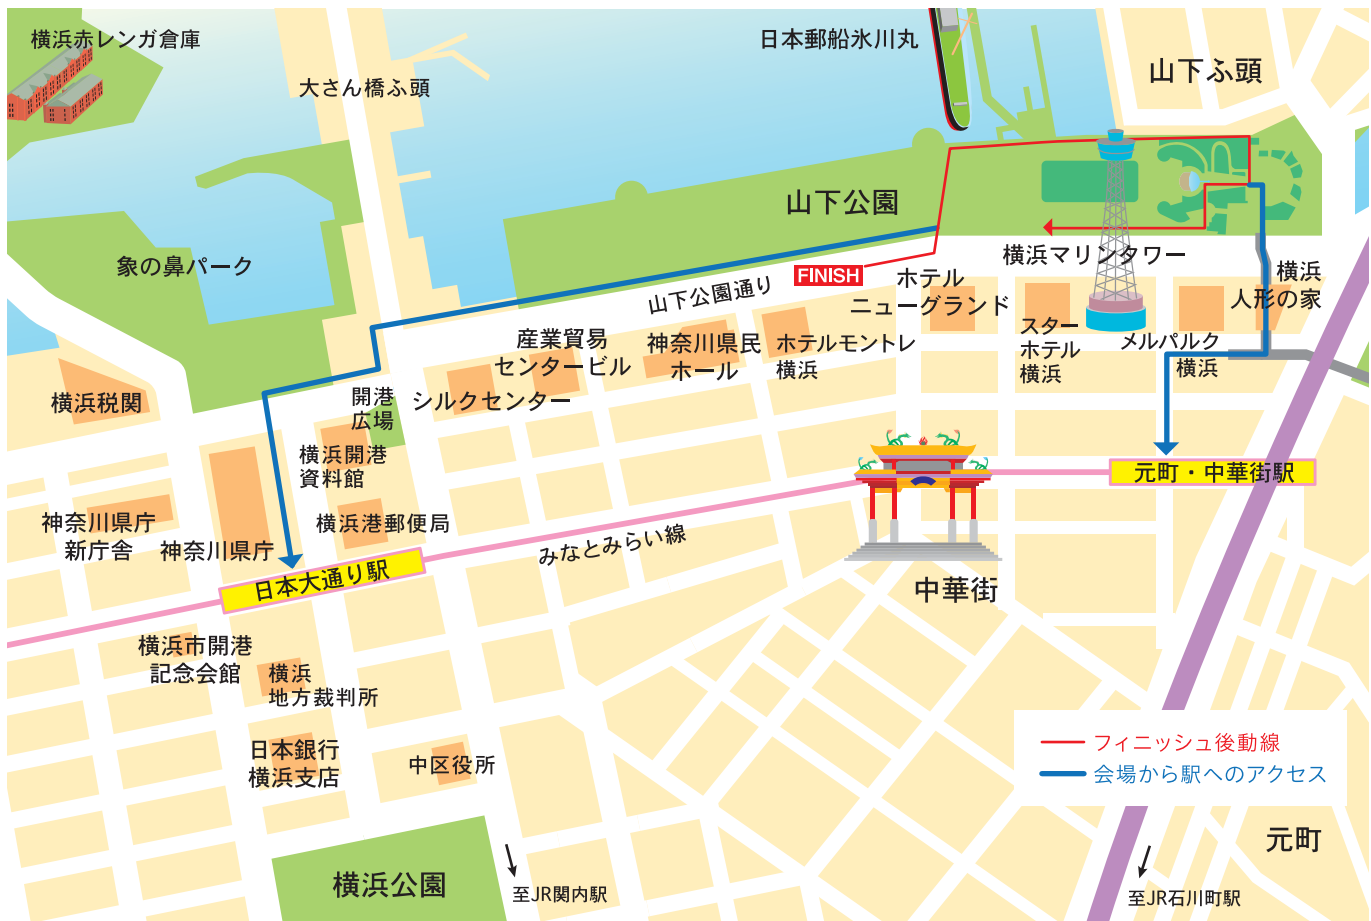 横浜赤レンガ倉庫
日本郵船氷川丸
大さん橋ふ頭
山下ふ頭
山下公園
象の鼻パーク
横浜マリンタワー
FINISH
山下公園通り
ホテル
ニューグランド
横浜
人形の家
スター
ホテル
横浜
メルパルク
横浜
産業貿易
センタービル
神奈川県民
ホール
ホテルモントレ
横浜
シルクセンター
開港
広場
横浜税関
横浜開港
資料館
元町・中華街駅
神奈川県庁
新庁舎
神奈川県庁
横浜港郵便局
みなとみらい線
日本大通り駅
中華街
横浜市開港
記念会館
横浜
地方裁判所
日本銀行
横浜支店
中区役所
フィニッシュ後動線
会場から駅へのアクセス
元町
横浜公園
至JR関内駅
至JR石川町駅